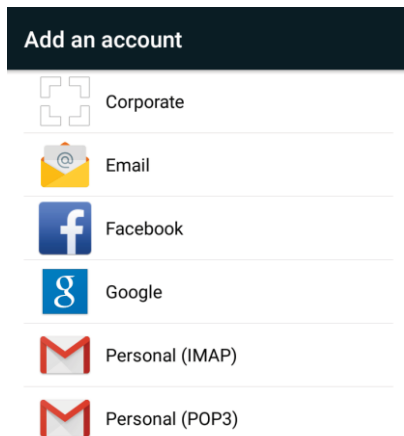 Add an account
Corporate
@
Email
f
Facebook
g
Google
Personal (IMAP)
Personal (POP3)